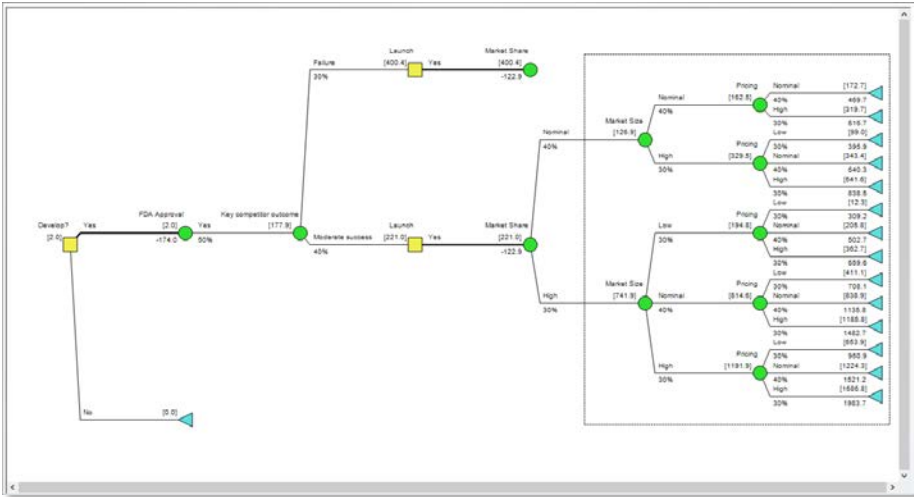 Launch
Market Share
Failure
[400.4]
Yes
[400.4]
30%
-122.9
Pricing
Nominal
[172.7]
Nominal
[162.8]
40%
469.7
40%
High
[319.7]
Market Size
30%
616.7
Nominal
[126.9]
Low
[99.0]
40%
Pricing
30%
395.9
High
[329.5]
Nominal
[343.4]
30%
40%
640.3
High
[541.6]
30%
838.5
Develop?
Yes
FDA Approval
[2.0]
Yes
Key competitor outcome
[177.9]
[2.0]
-174.0
50%
Moderate success
Launch
[221.0]
Yes
Market Share
[221.0]
40%
-122.9
Low
[12.3]
Pricing
30%
309.2
Low
[194.8]
Nominal
[205.8]
30%
40%
502.7
High
[362.7]
30%
659.6
Low
[411.1]
Market Size
Pricing
30%
708.1
High
[741.9]
Nominal
[814.6]
Nominal
[838.9]
30%
40%
40%
1135.8
High
[1185.8]
30%
1482.7
Low
[663.9]
Pricing
30%
960.9
High
[1191.9]
Nominal
[1224.3]
30%
40%
1521.2
High
[1686.8]
30%
1983.7
No
[0.0]